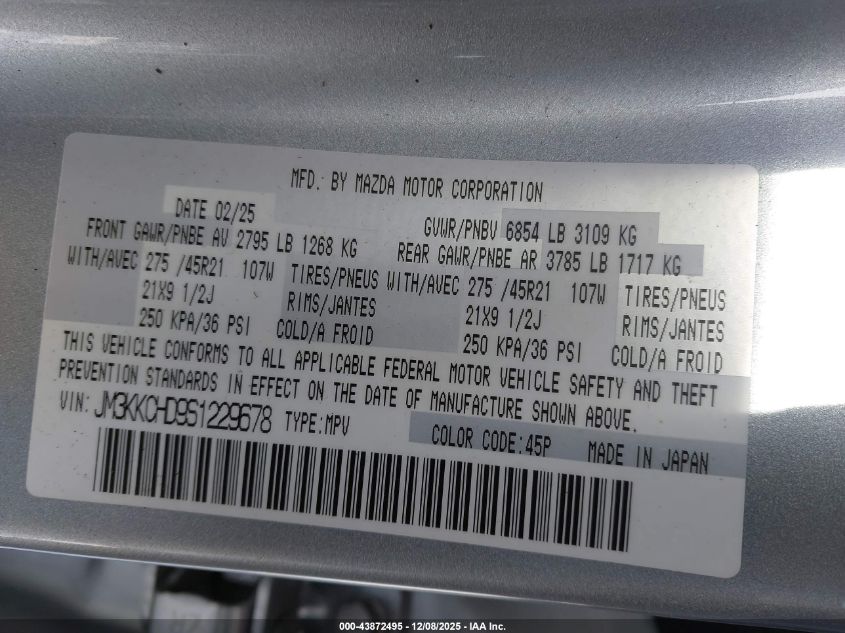 MFD. BY MAZDA MOTOR CORPORATION
DATE 02/25 GVWR/PNBV 6854 LB 3109 KG
FRONT GAWR/PNBE AV 2795 LB 1268 KG REAR GAWR/PNBE AR 3785 LB 1717 KG
WITH/AVEC 275 /45R21 107W TIRES/PNEUS WITH/AVEC 275 /45R21 107W TIRES/PNEUS
21X9 1/2J RIMS/JANTES 21X9 1/2J RIMS/JANTES
250 KPA/36 PSI COLD/A FROID 250 KPA/36 PSI COLD/A FROID
THIS VEHICLE CONFORMS TO ALL APPLICABLE FEDERAL MOTOR VEHICLE SAFETY AND THEFT
PREVENTION STANDARDS IN EFFECT ON THE DATE OF MANUFACTURE SHOWN ABOVE.
VIN: JM3KKCHD9S1229678 TYPE:MPV COLOR CODE:45P MADE IN JAPAN
000-43872495 - 12/08/2025 - IAA Inc.